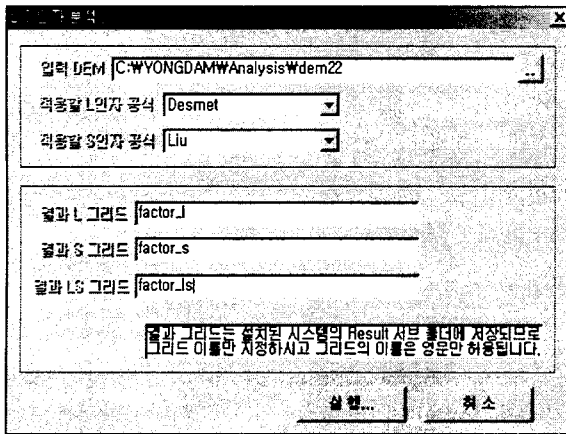 입력 DEM C:₩YONGDAM₩Analysis₩dem22 ..
적용할 L인자 공식 Desmet
적용할 S인자 공식 Liu
결과 L 그리드 factor_l
결과 S 그리드 factor_s
결과 LS 그리드 factor_ls
결과 그리드는 설치된 시스템의 Result 서브 폴더에 저장되므로
그리드 이름만 지정하시고 그리드의 이름은 영문만 허용됩니다.
실행... 취소